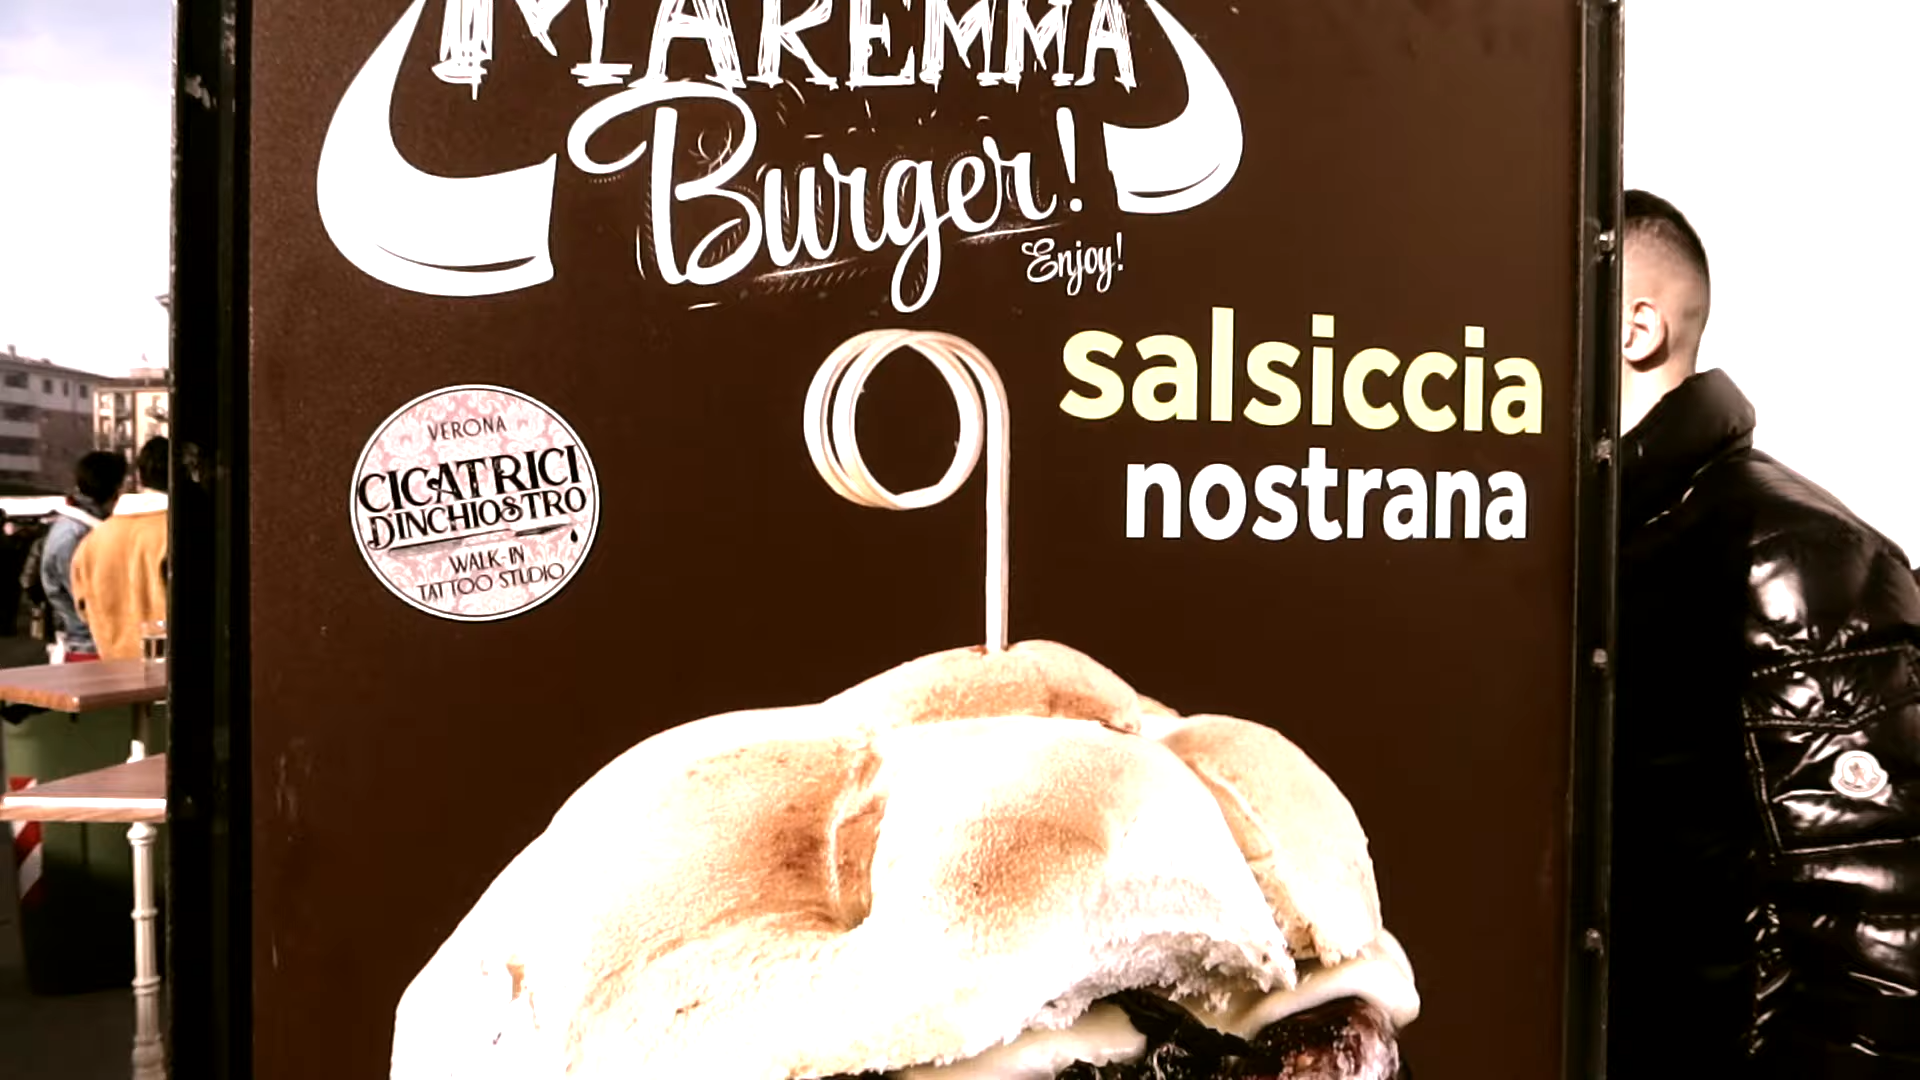 MAREMMA
Burger!
Enjoy!
salsiccia
nostrana
VERONA
CICATRICI
D'INCHIOSTRO
WALK-IN
TATTOO STUDIO